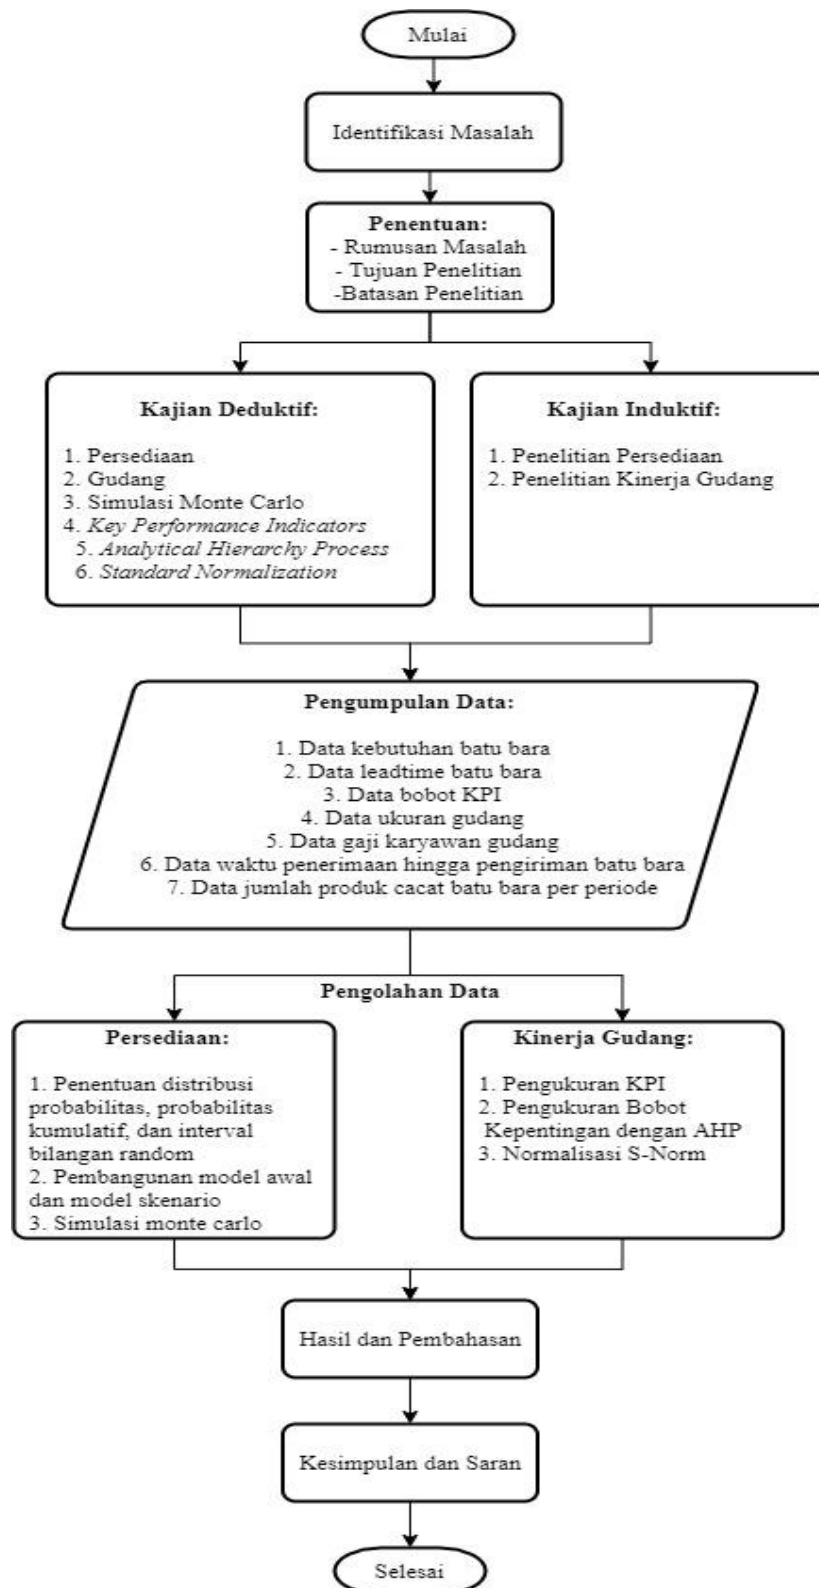 Mulai
Identifikasi Masalah
Penentuan:
- Rumusan Masalah
- Tujuan Penelitian
-Batasan Penelitian
Kajian Deduktif:
1. Persediaan
2. Gudang
3. Simulasi Monte Carlo
4. Key Performance Indicators
5. Analytical Hierarchy Process
6. Standard Normalization
Kajian Induktif:
1. Penelitian Persediaan
2. Penelitian Kinerja Gudang
Pengumpulan Data:
1. Data kebutuhan batu bara
2. Data leadtime batu bara
3. Data bobot KPI
4. Data ukuran gudang
5. Data gaji karyawan gudang
6. Data waktu penerimaan hingga pengiriman batu bara
7. Data jumlah produk cacat batu bara per periode
Pengolahan Data
Persediaan:
1. Penentuan distribusi
probabilitas, probabilitas
kumulatif, dan interval
bilangan random
2. Pembangunan model awal
dan model skenario
3. Simulasi monte carlo
Kinerja Gudang:
1. Pengukuran KPI
2. Pengukuran Bobot
Kepentingan dengan AHP
3. Normalisasi S-Norm
Hasil dan Pembahasan
Kesimpulan dan Saran
Selesai